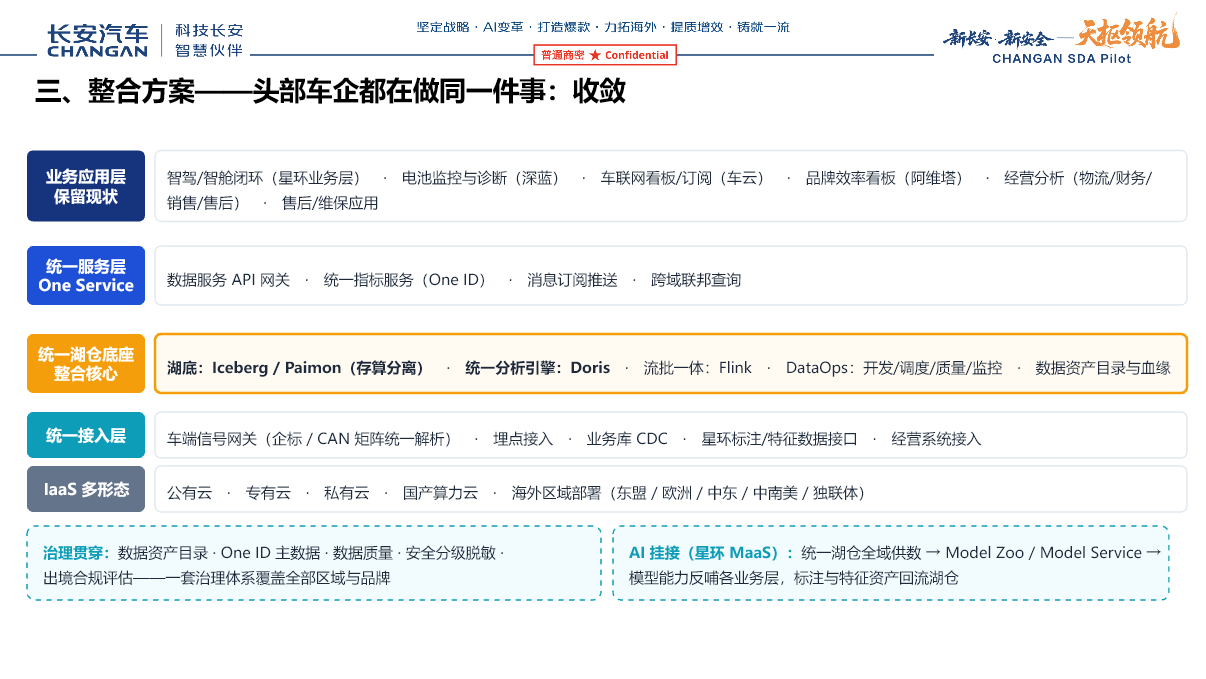 长安汽车
CHANGAN
科技长安
智慧伙伴
坚定战略·AI变革·打造爆款·力拓海外·提质增效·铸就一流
普通商密 ★ Confidential
新长安·新安全—天枢领航
CHANGAN SDA Pilot
三、整合方案——头部车企都在做同一件事：收敛
业务应用层
保留现状
智驾/智舱闭环（星环业务层） · 电池监控与诊断（深蓝） · 车联网看板/订阅（车云） · 品牌效率看板（阿维塔） · 经营分析（物流/财务/
销售/售后） · 售后/维保应用
统一服务层
One Service
数据服务 API 网关 · 统一指标服务（One ID） · 消息订阅推送 · 跨域联邦查询
统一湖仓底座
整合核心
湖底：Iceberg / Paimon（存算分离） · 统一分析引擎：Doris · 流批一体：Flink · DataOps：开发/调度/质量/监控 · 数据资产目录与血缘
统一接入层
车端信号网关（企标 / CAN 矩阵统一解析） · 埋点接入 · 业务库 CDC · 星环标注/特征数据接口 · 经营系统接入
IaaS 多形态
公有云 · 专有云 · 私有云 · 国产算力云 · 海外区域部署（东盟 / 欧洲 / 中东 / 中南美 / 独联体）
治理贯穿：数据资产目录 · One ID 主数据 · 数据质量 · 安全分级脱敏 ·
出境合规评估——一套治理体系覆盖全部区域与品牌
AI 挂接（星环 MaaS）：统一湖仓全域供数 → Model Zoo / Model Service →
模型能力反哺各业务层，标注与特征资产回流湖仓